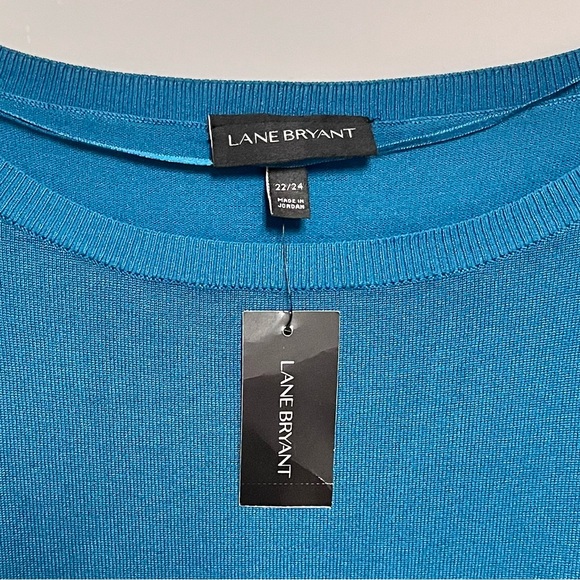 LANE BRYANT
22/24
MADE IN
JORDAN
LANE BRYANT